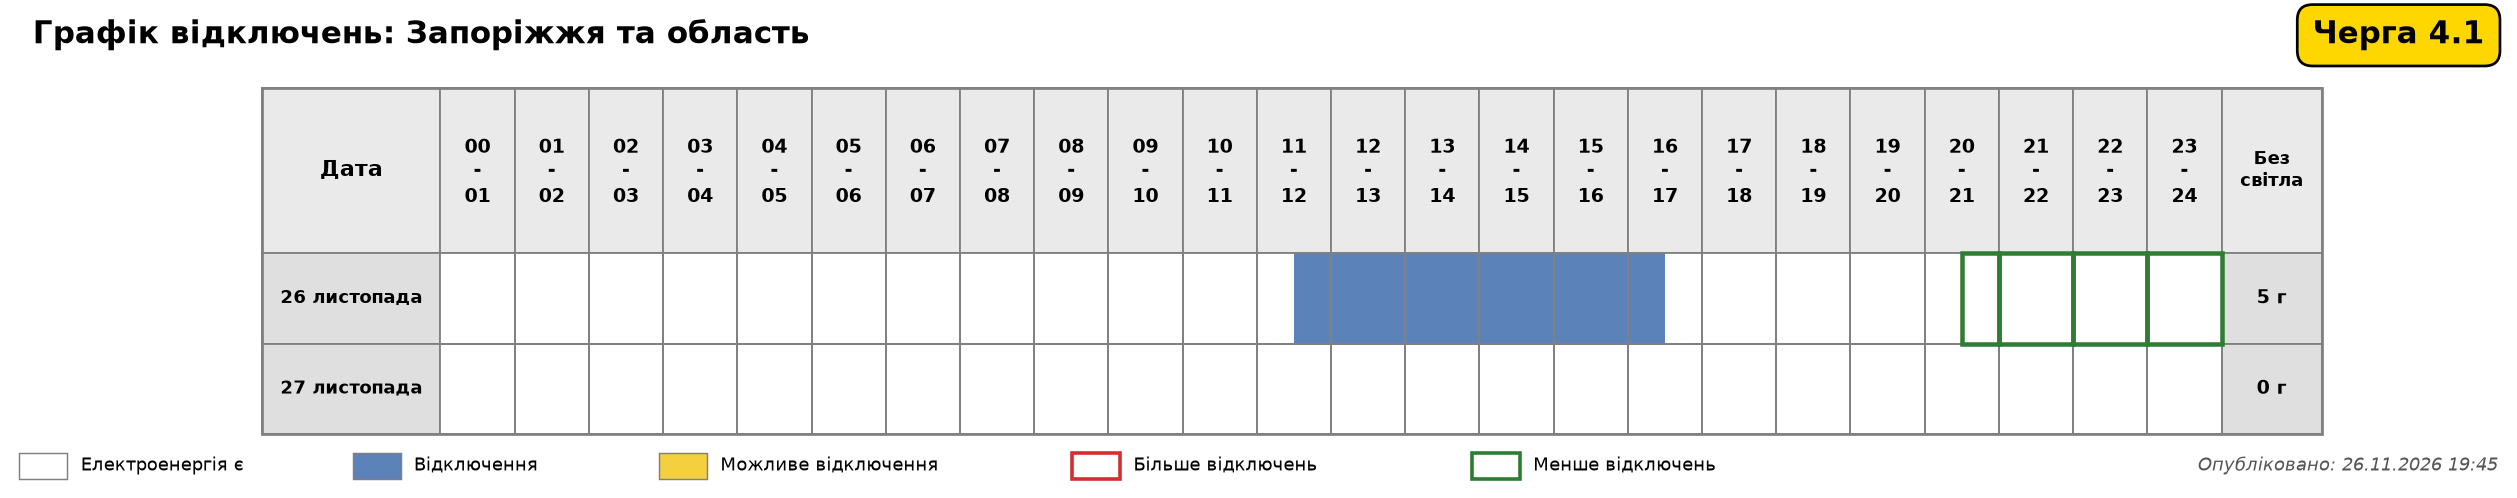 Графік відключень: Запоріжжя та область
Черга 4.1
Дата 00 - 01 01 - 02 02 - 03 03 - 04 04 - 05 05 - 06 06 - 07 07 - 08 08 - 09 09 - 10 10 - 11 11 - 12 12 - 13 13 - 14 14 - 15 15 - 16 16 - 17 17 - 18 18 - 19 19 - 20 20 - 21 21 - 22 22 - 23 23 - 24 Без світла
26 листопада 5 г
27 листопада 0 г
Електроенергія є Відключення Можливе відключення Більше відключень Менше відключень
Опубліковано: 26.11.2026 19:45